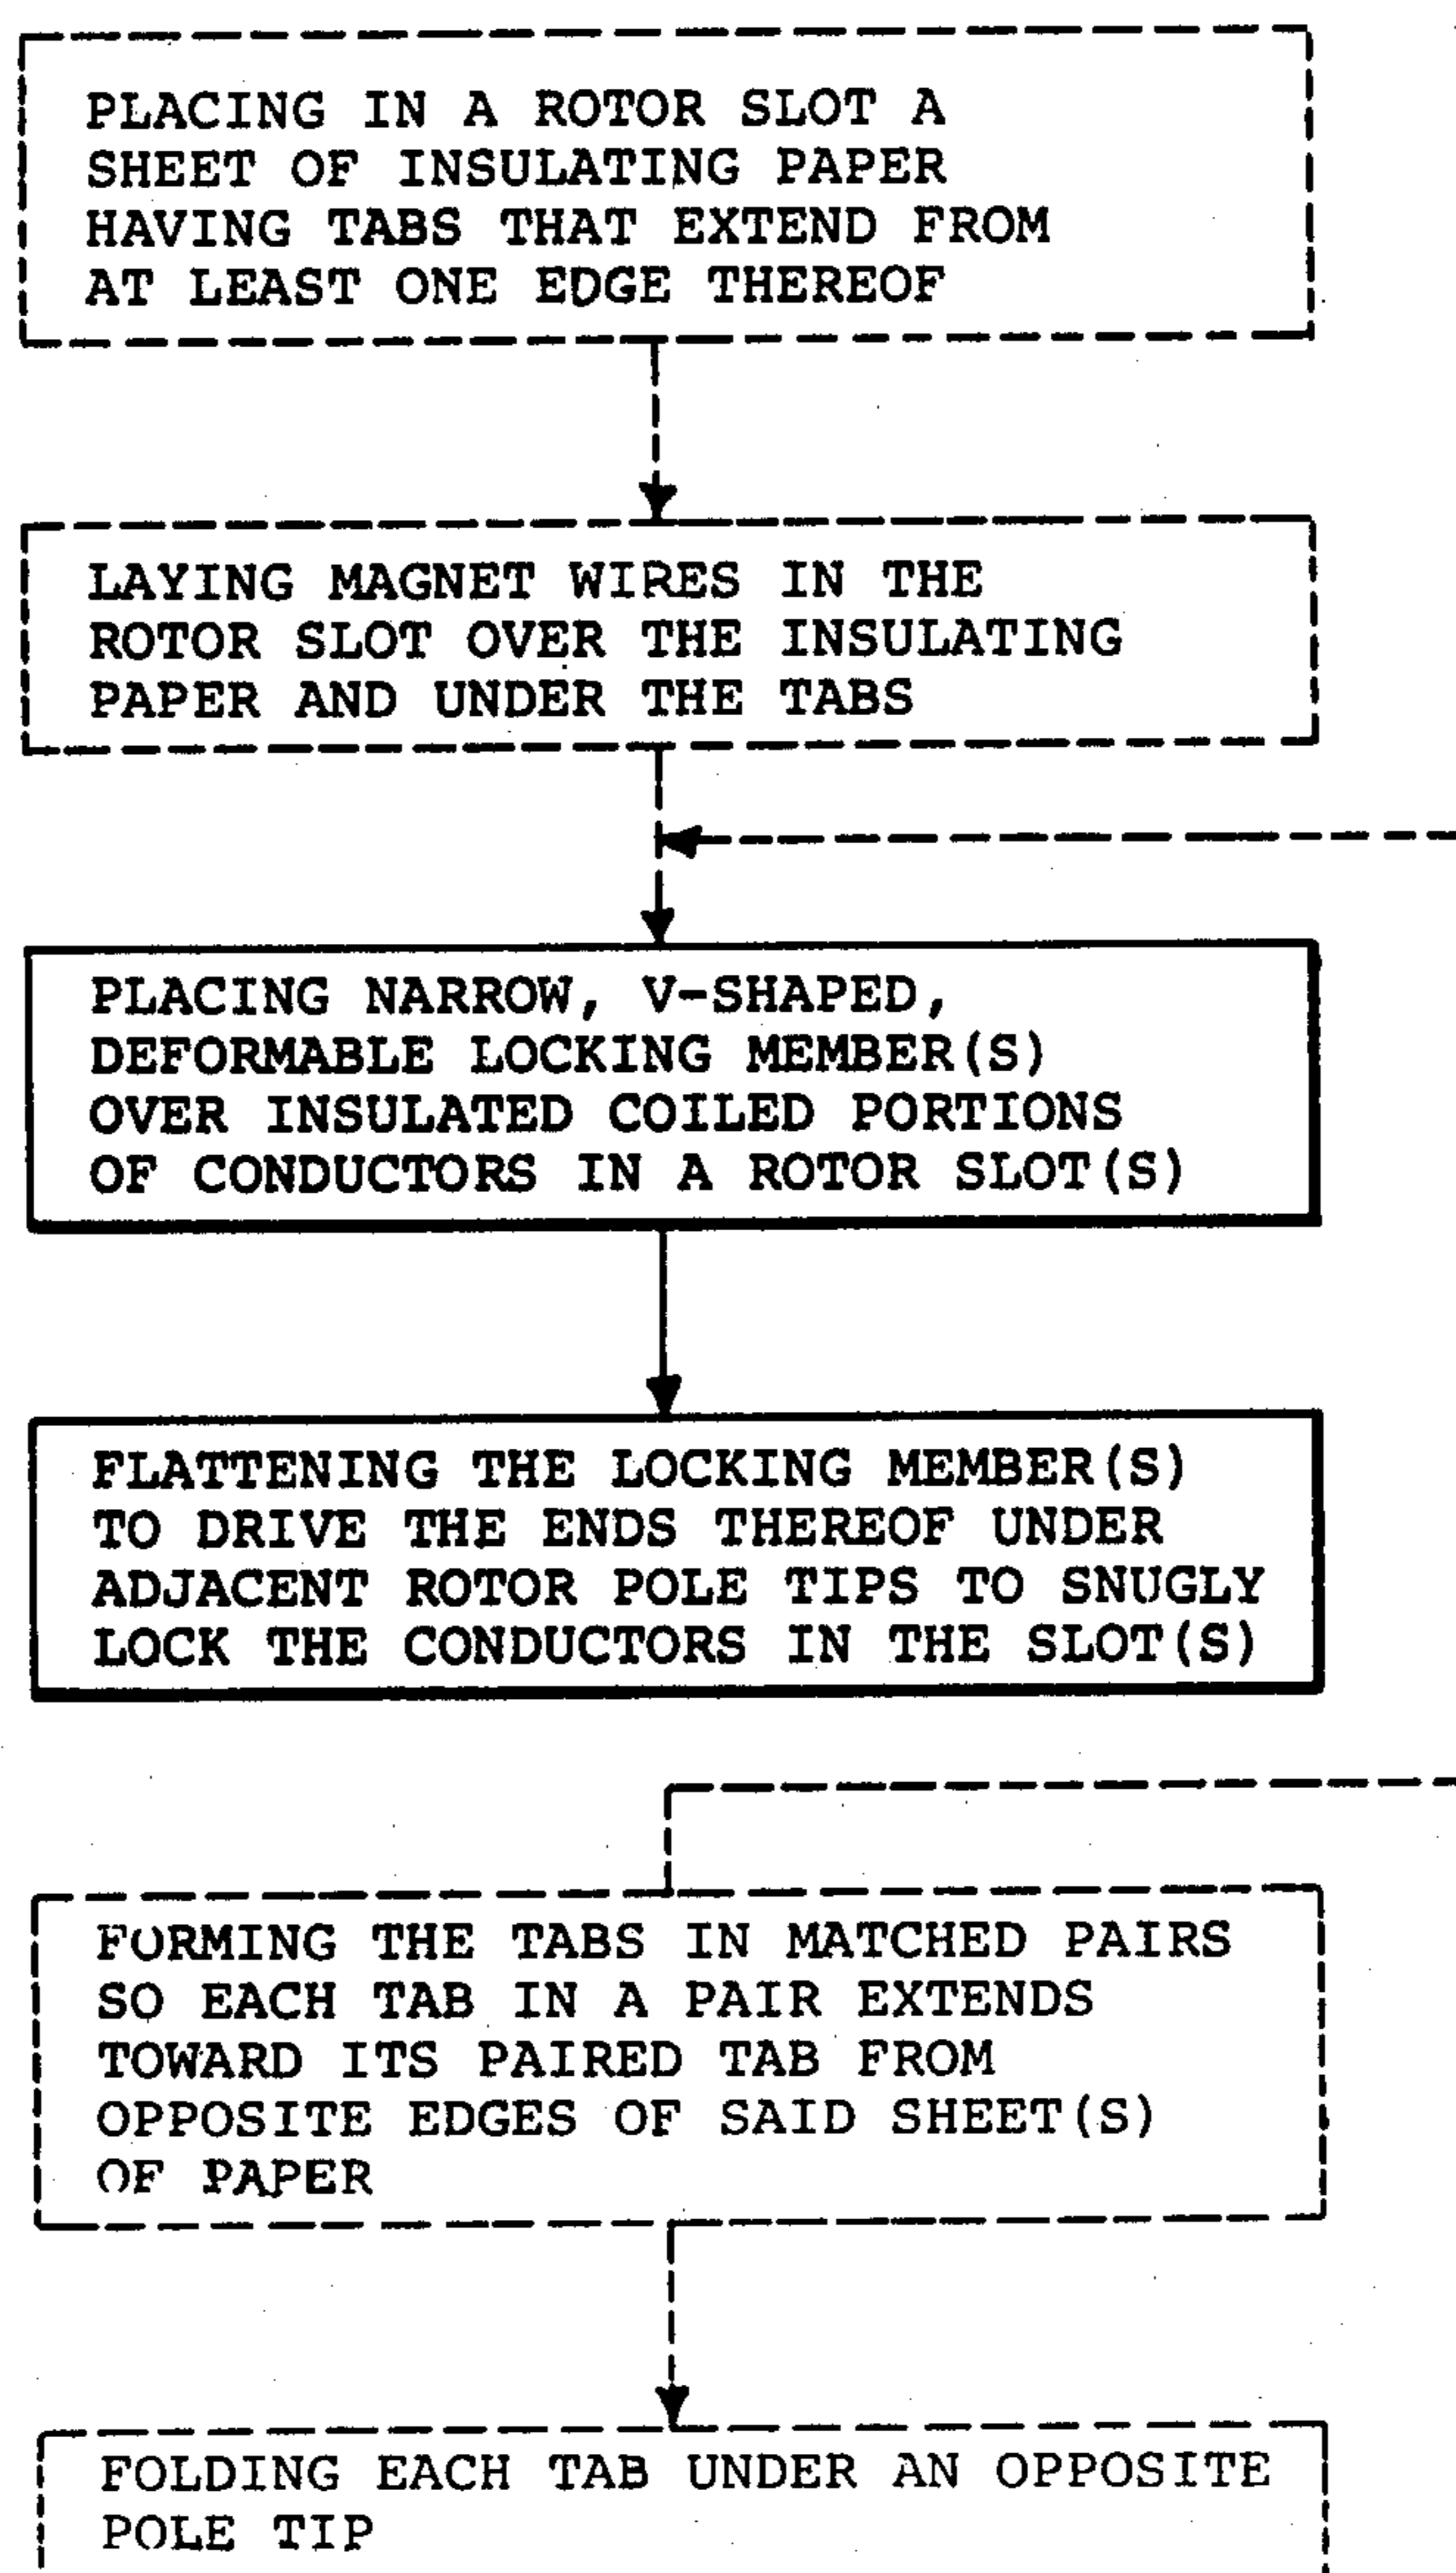 PLACING IN A ROTOR SLOT A
SHEET OF INSULATING PAPER
HAVING TABS THAT EXTEND FROM
AT LEAST ONE EDGE THEREOF
LAYING MAGNET WIRES IN THE
ROTOR SLOT OVER THE INSULATING
PAPER AND UNDER THE TABS
PLACING NARROW, V-SHAPED,
DEFORMABLE LOCKING MEMBER(S)
OVER INSULATED COILED PORTIONS
OF CONDUCTORS IN A ROTOR SLOT(S)
FLATTENING THE LOCKING MEMBER(S)
TO DRIVE THE ENDS THEREOF UNDER
ADJACENT ROTOR POLE TIPS TO SNUGLY
LOCK THE CONDUCTORS IN THE SLOT(S)
FORMING THE TABS IN MATCHED PAIRS
SO EACH TAB IN A PAIR EXTENDS
TOWARD ITS PAIRED TAB FROM
OPPOSITE EDGES OF SAID SHEET(S)
OF PAPER
FOLDING EACH TAB UNDER AN OPPOSITE
POLE TIP